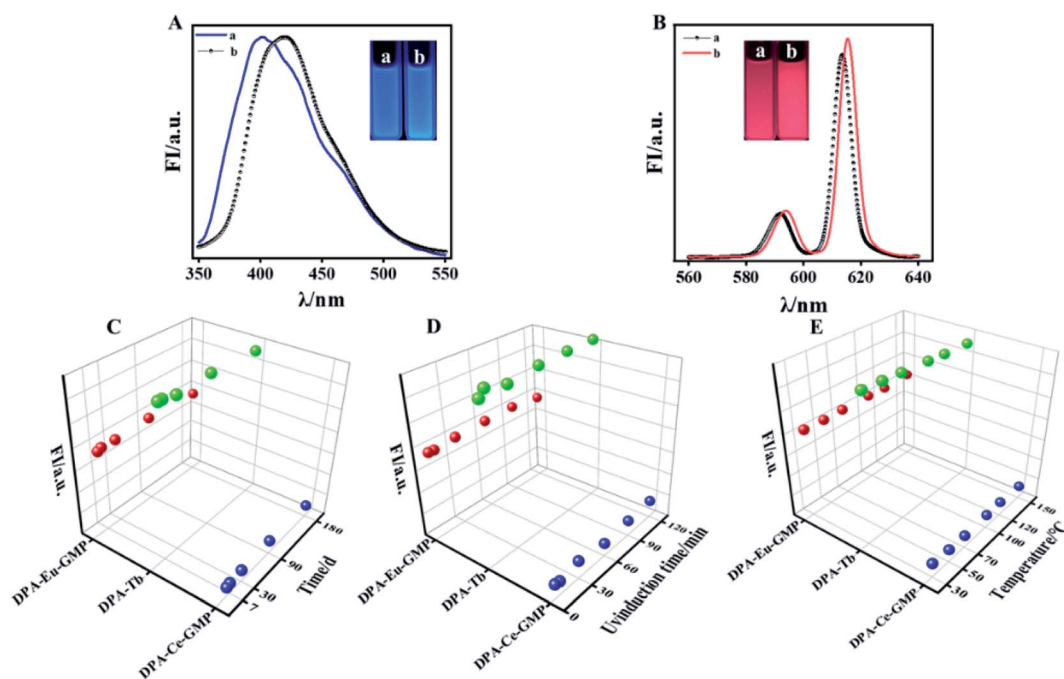 A
a
b
a b
FI/a.u.
350 400 450 500 550
λ/nm
B
a
b
a b
FI/a.u.
560 580 600 620 640
λ/nm
C
FI/a.u.
DPA-Eu-GMP
DPA-Tb
DPA-Ce-GMP
7
30
90
180
Time/d
D
FI/a.u.
DPA-Eu-GMP
DPA-Tb
DPA-Ce-GMP
0
30
60
90
120
Uvinduction time/min
E
FI/a.u.
DPA-Eu-GMP
DPA-Tb
DPA-Ce-GMP
30
50
70
100
120
150
Temperature/°C